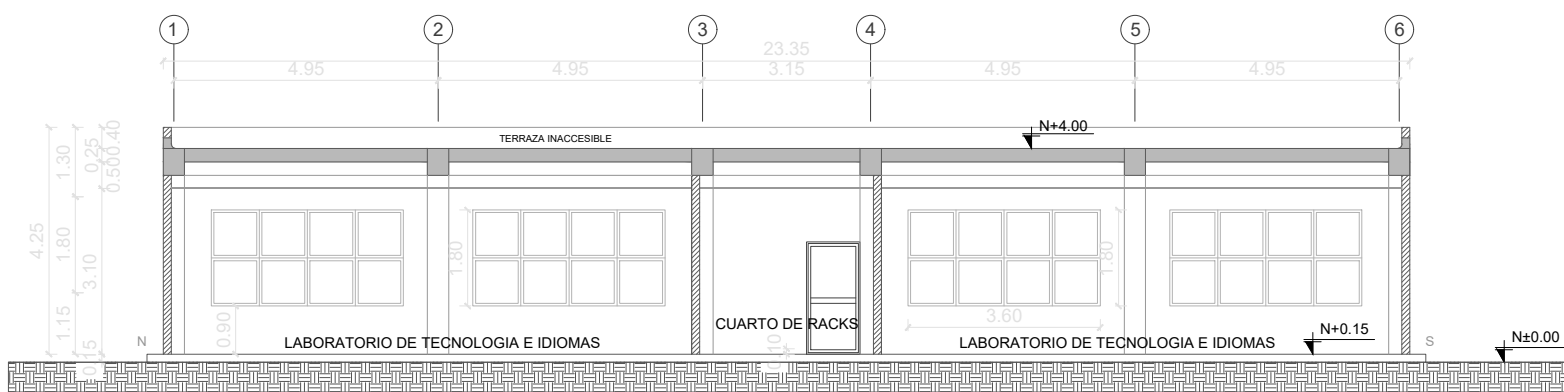 1 2 3 4 5 6
23.35
4.95 4.95 3.15 4.95 4.95
TERRAZA INACCESIBLE
N+4.00
0.40
0.25
0.50
1.30
4.25
1.80
3.10
1.15
0.15
1.80
1.80
0.90
3.60
CUARTO DE RACKS
0.10
N
LABORATORIO DE TECNOLOGIA E IDIOMAS
LABORATORIO DE TECNOLOGIA E IDIOMAS
N+0.15
S
N±0.00